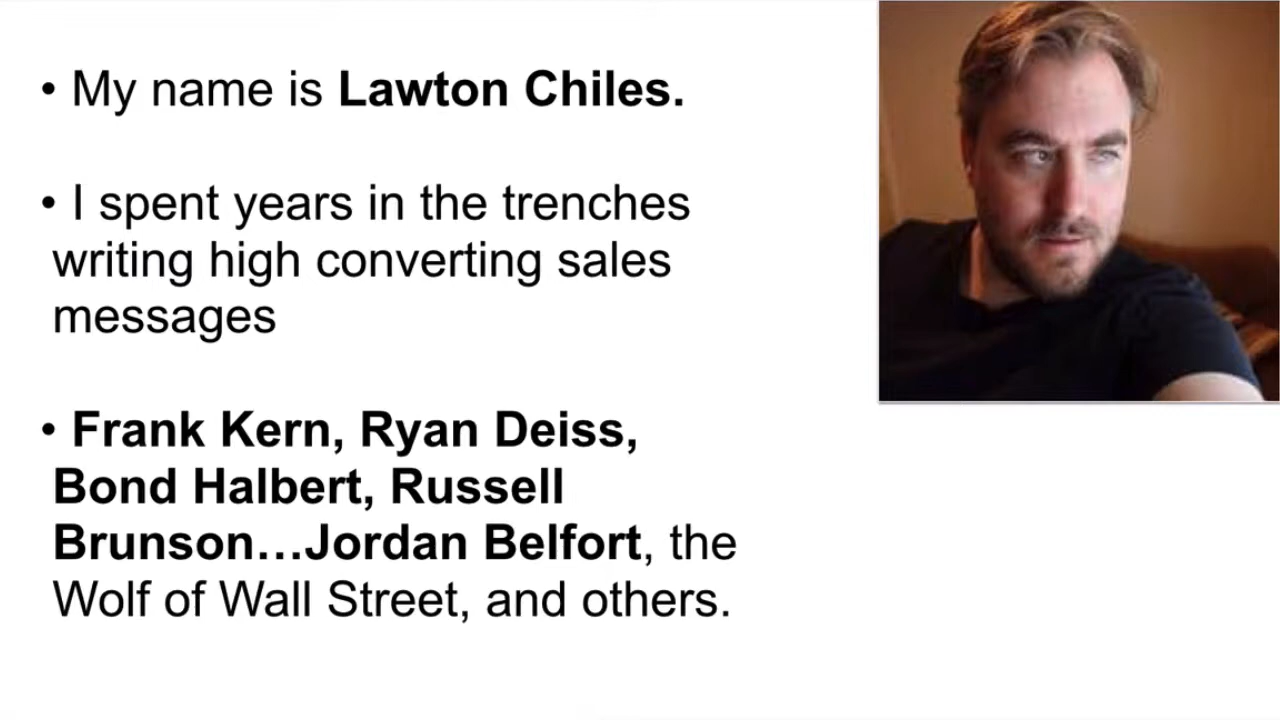 • My name is Lawton Chiles.
• I spent years in the trenches
writing high converting sales
messages
• Frank Kern, Ryan Deiss,
Bond Halbert, Russell
Brunson…Jordan Belfort, the
Wolf of Wall Street, and others.